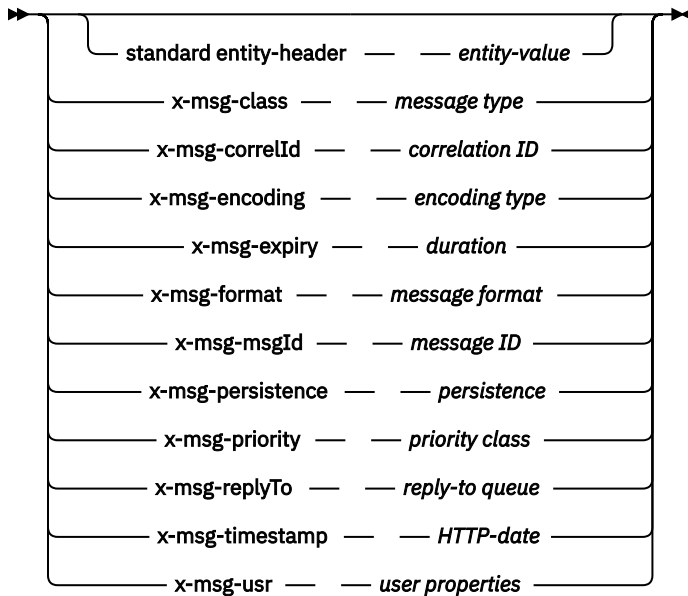 standard entity-header entity-value
x-msg-class message type
x-msg-correlId correlation ID
x-msg-encoding encoding type
x-msg-expiry duration
x-msg-format message format
x-msg-msgId message ID
x-msg-persistence persistence
x-msg-priority priority class
x-msg-replyTo reply-to queue
x-msg-timestamp HTTP-date
x-msg-usr user properties